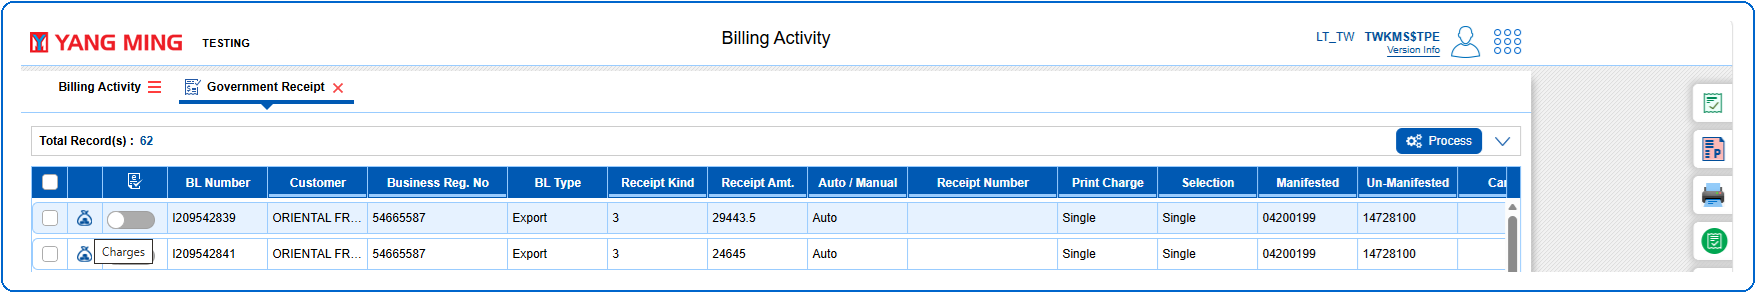 YANG MING TESTING
Billing Activity
LT_TW TWKMS$TPE
Version Info
Billing Activity Government Receipt
Total Record(s) : 62
Process
BL Number Customer Business Reg. No BL Type Receipt Kind Receipt Amt. Auto / Manual Receipt Number Print Charge Selection Manifested Un-Manifested Car
I209542839 ORIENTAL FR... 54665587 Export 3 29443.5 Auto Single Single 04200199 14728100
I209542841 ORIENTAL FR... 54665587 Export 3 24645 Auto Single Single 04200199 14728100
Charges